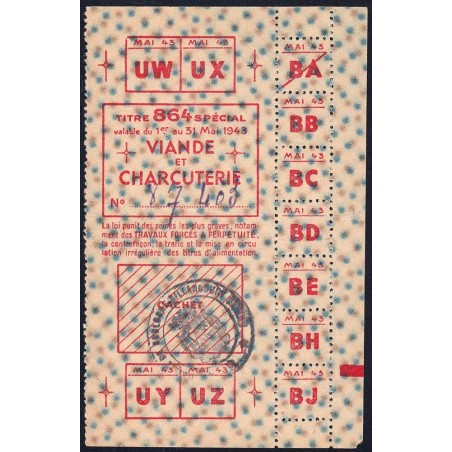 MAI 43 MAI 43
UW UX
TITRE 864 SPÉCIAL
valable du 1er au 31 Mai 1943
VIANDE
ET
CHARCUTERIE
No 87 403
La loi punit des peines les plus graves, notam
ment des TRAVAUX FORCÉS A PERPÉTUITÉ,
la contrefaçon, le trafic et la mise en circu
lation irrégulière des titres d'alimentation.
CACHET
MAI 43 MAI 43
UY UZ
MAI 43
BA
MAI 43
BB
MAI 43
BC
MAI 43
BD
MAI 43
BE
MAI 43
BH
MAI 43
BJ